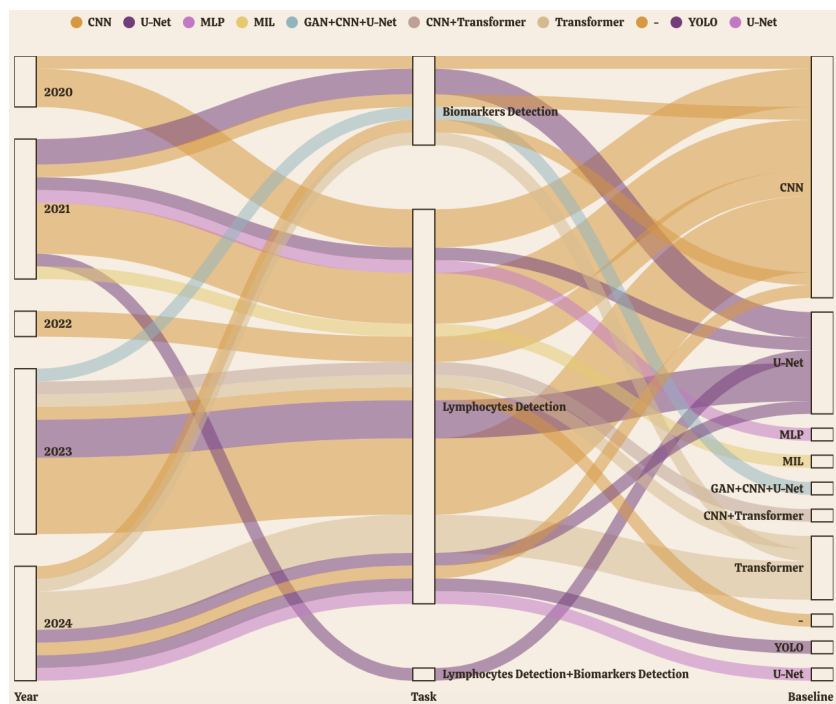 CNN U-Net MLP MIL GAN+CNN+U-Net CNN+Transformer Transformer - YOLO U-Net
2020
Biomarkers Detection
CNN
2021
2022
U-Net
Lymphocytes Detection
MLP
2023
MIL
GAN+CNN+U-Net
CNN+Transformer
Transformer
2024
-
YOLO
Lymphocytes Detection+Biomarkers Detection
U-Net
Year Task Baseline